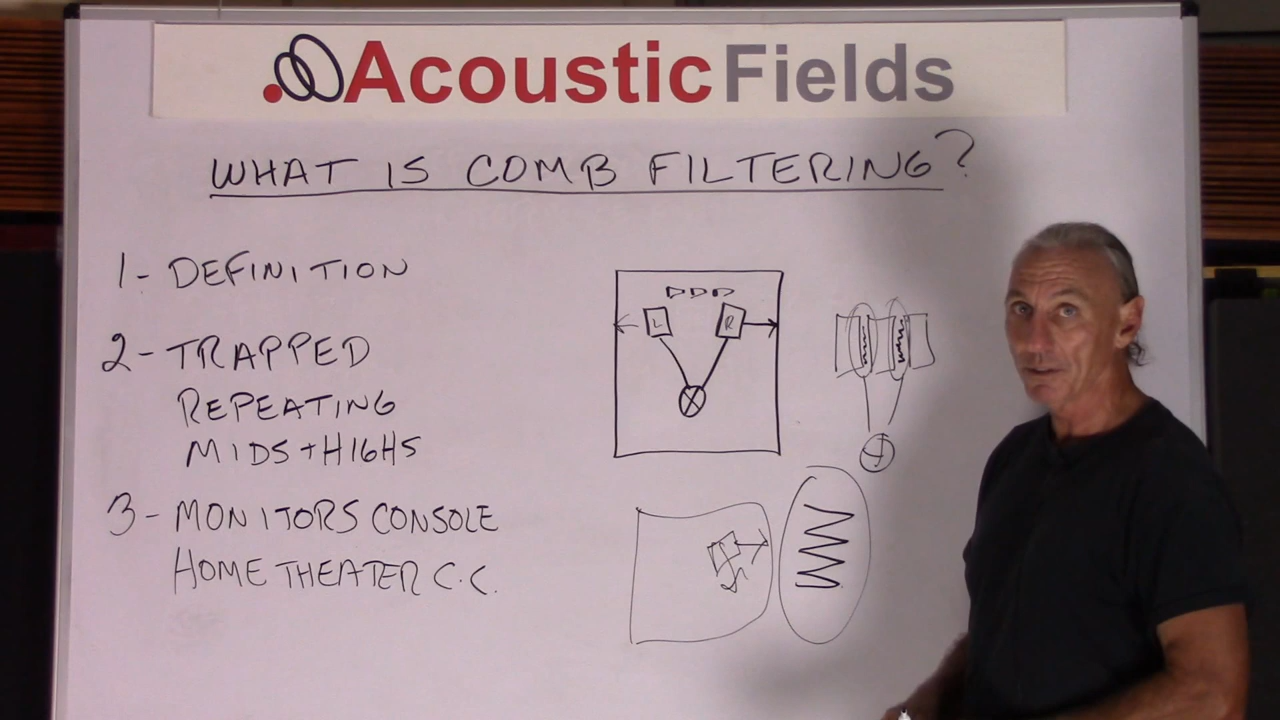 AcousticFields
WHAT IS COMB FILTERING?
1- DEFINITION
2- TRAPPED
REPEATING
MIDS + HIGHS
3- MONITORS CONSOLE
HOME THEATER C.C.
L
R